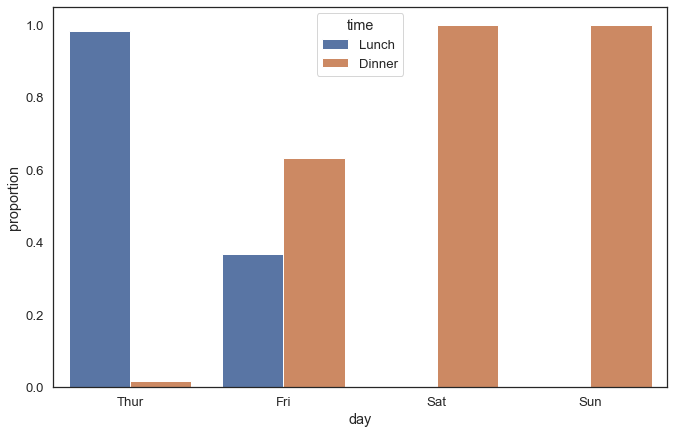 time
Lunch
Dinner
proportion
1.0
0.8
0.6
0.4
0.2
0.0
Thur Fri Sat Sun
day